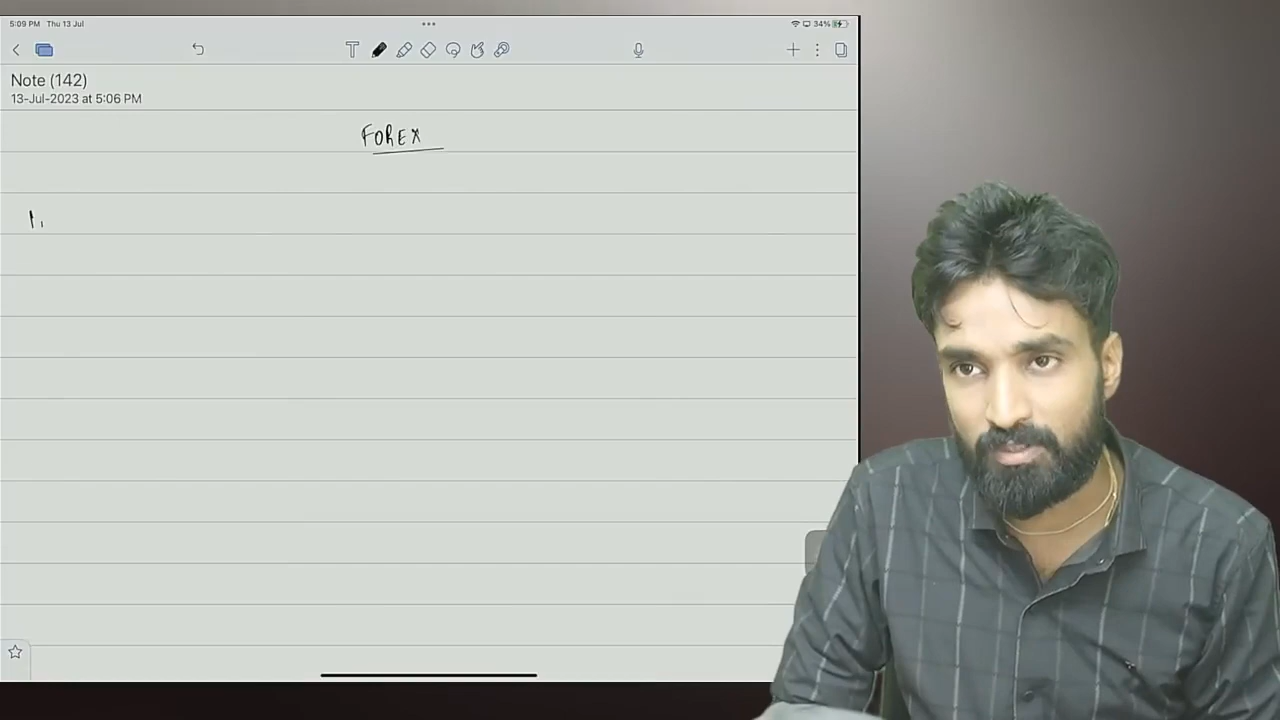 5:09 PM Thu 13 Jul
34%
T
Note (142)
13-Jul-2023 at 5:06 PM
FOREX
1.